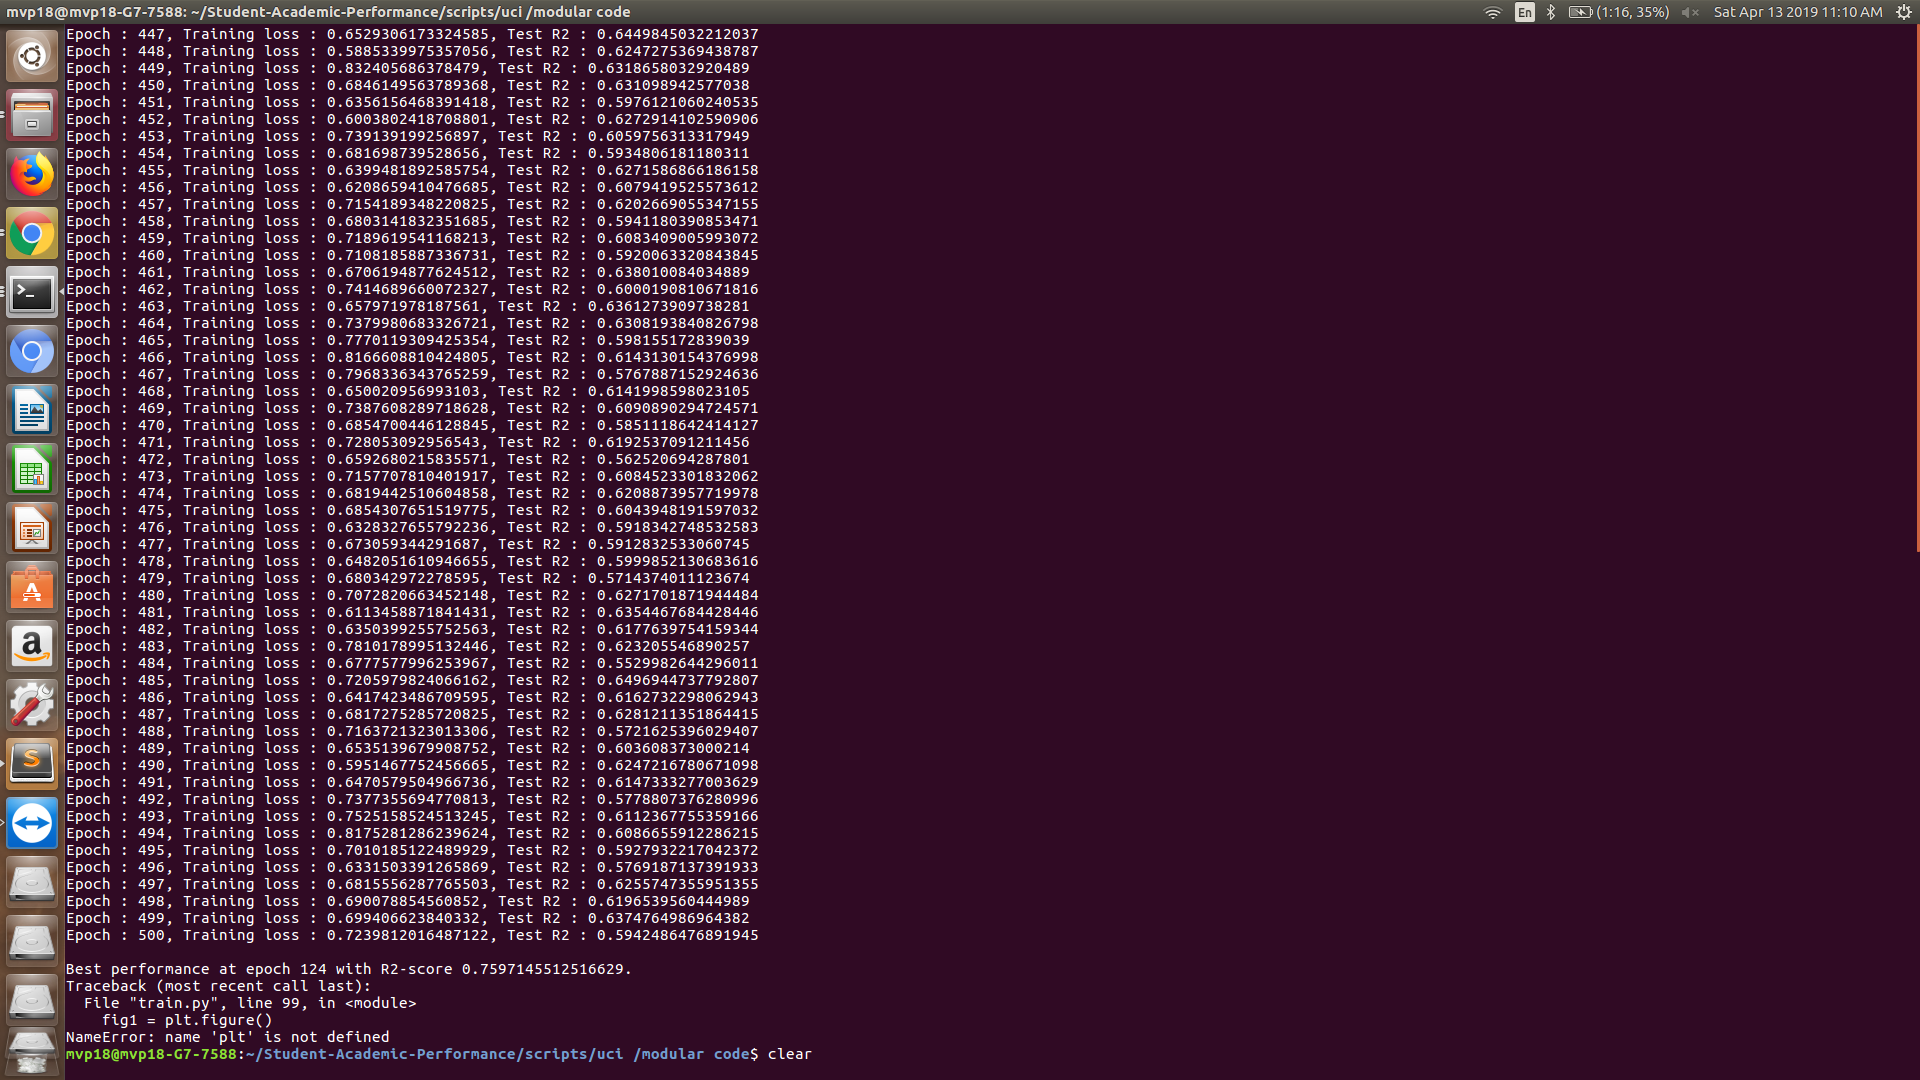 mvp18@mvp18-G7-7588: ~/Student-Academic-Performance/scripts/uci /modular code
En
(1:16, 35%)
Sat Apr 13 2019 11:10 AM
Epoch : 447, Training loss : 0.6529306173324585, Test R2 : 0.6449845032212037
Epoch : 448, Training loss : 0.5885339975357056, Test R2 : 0.6247275369438787
Epoch : 449, Training loss : 0.832405686378479, Test R2 : 0.6318658032920489
Epoch : 450, Training loss : 0.6846149563789368, Test R2 : 0.631098942577038
Epoch : 451, Training loss : 0.6356156468391418, Test R2 : 0.5976121060240535
Epoch : 452, Training loss : 0.6003802418708801, Test R2 : 0.6272914102590906
Epoch : 453, Training loss : 0.739139199256897, Test R2 : 0.6059756313317949
Epoch : 454, Training loss : 0.681698739528656, Test R2 : 0.5934806181180311
Epoch : 455, Training loss : 0.6399481892585754, Test R2 : 0.6271586866186158
Epoch : 456, Training loss : 0.6208659410476685, Test R2 : 0.6079419525573612
Epoch : 457, Training loss : 0.7154189348220825, Test R2 : 0.6202669055347155
Epoch : 458, Training loss : 0.6803141832351685, Test R2 : 0.5941180390853471
Epoch : 459, Training loss : 0.7189619541168213, Test R2 : 0.6083409005993072
Epoch : 460, Training loss : 0.7108185887336731, Test R2 : 0.5920063320843845
Epoch : 461, Training loss : 0.6706194877624512, Test R2 : 0.638010084034889
Epoch : 462, Training loss : 0.7414689660072327, Test R2 : 0.6000190810671816
Epoch : 463, Training loss : 0.657971978187561, Test R2 : 0.6361273909738281
Epoch : 464, Training loss : 0.7379980683326721, Test R2 : 0.6308193840826798
Epoch : 465, Training loss : 0.7770119309425354, Test R2 : 0.598155172839039
Epoch : 466, Training loss : 0.8166608810424805, Test R2 : 0.6143130154376998
Epoch : 467, Training loss : 0.7968336343765259, Test R2 : 0.5767887152924636
Epoch : 468, Training loss : 0.650020956993103, Test R2 : 0.6141998598023105
Epoch : 469, Training loss : 0.7387608289718628, Test R2 : 0.6090890294724571
Epoch : 470, Training loss : 0.6854700446128845, Test R2 : 0.5851118642414127
Epoch : 471, Training loss : 0.728053092956543, Test R2 : 0.6192537091211456
Epoch : 472, Training loss : 0.6592680215835571, Test R2 : 0.562520694287801
Epoch : 473, Training loss : 0.7157707810401917, Test R2 : 0.6084523301832062
Epoch : 474, Training loss : 0.6819442510604858, Test R2 : 0.6208873957719978
Epoch : 475, Training loss : 0.6854307651519775, Test R2 : 0.6043948191597032
Epoch : 476, Training loss : 0.6328327655792236, Test R2 : 0.5918342748532583
Epoch : 477, Training loss : 0.673059344291687, Test R2 : 0.5912832533060745
Epoch : 478, Training loss : 0.6482051610946655, Test R2 : 0.5999852130683616
Epoch : 479, Training loss : 0.680342972278595, Test R2 : 0.5714374011123674
Epoch : 480, Training loss : 0.7072820663452148, Test R2 : 0.6271701871944484
Epoch : 481, Training loss : 0.6113458871841431, Test R2 : 0.6354467684428446
Epoch : 482, Training loss : 0.6350399255752563, Test R2 : 0.6177639754159344
Epoch : 483, Training loss : 0.7810178995132446, Test R2 : 0.623205546890257
Epoch : 484, Training loss : 0.6777577996253967, Test R2 : 0.5529982644296011
Epoch : 485, Training loss : 0.7205979824066162, Test R2 : 0.6496944737792807
Epoch : 486, Training loss : 0.6417423486709595, Test R2 : 0.6162732298062943
Epoch : 487, Training loss : 0.6817275285720825, Test R2 : 0.6281211351864415
Epoch : 488, Training loss : 0.7163721323013306, Test R2 : 0.5721625396029407
Epoch : 489, Training loss : 0.6535139679908752, Test R2 : 0.603608373000214
Epoch : 490, Training loss : 0.5951467752456665, Test R2 : 0.6247216780671098
Epoch : 491, Training loss : 0.6470579504966736, Test R2 : 0.6147333277003629
Epoch : 492, Training loss : 0.7377355694770813, Test R2 : 0.5778807376280996
Epoch : 493, Training loss : 0.7525158524513245, Test R2 : 0.6112367755359166
Epoch : 494, Training loss : 0.8175281286239624, Test R2 : 0.6086655912286215
Epoch : 495, Training loss : 0.7010185122489929, Test R2 : 0.5927932217042372
Epoch : 496, Training loss : 0.6331503391265869, Test R2 : 0.5769187137391933
Epoch : 497, Training loss : 0.6815556287765503, Test R2 : 0.6255747355951355
Epoch : 498, Training loss : 0.690078854560852, Test R2 : 0.6196539560444989
Epoch : 499, Training loss : 0.699406623840332, Test R2 : 0.6374764986964382
Epoch : 500, Training loss : 0.7239812016487122, Test R2 : 0.5942486476891945
Best performance at epoch 124 with R2-score 0.7597145512516629.
Traceback (most recent call last):
File "train.py", line 99, in <module>
fig1 = plt.figure()
NameError: name 'plt' is not defined
mvp18@mvp18-G7-7588:~/Student-Academic-Performance/scripts/uci /modular code$ clear